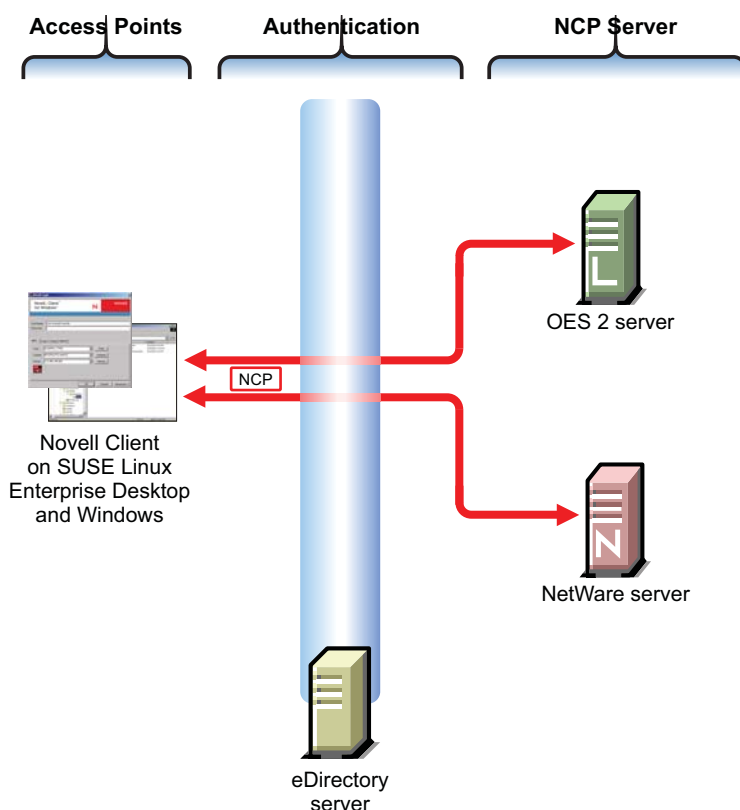 Access Points
Authentication
NCP Server
L
OES 2 server
NCP
Novell Client
on SUSE Linux
Enterprise Desktop
and Windows
N
NetWare server
eDirectory
server